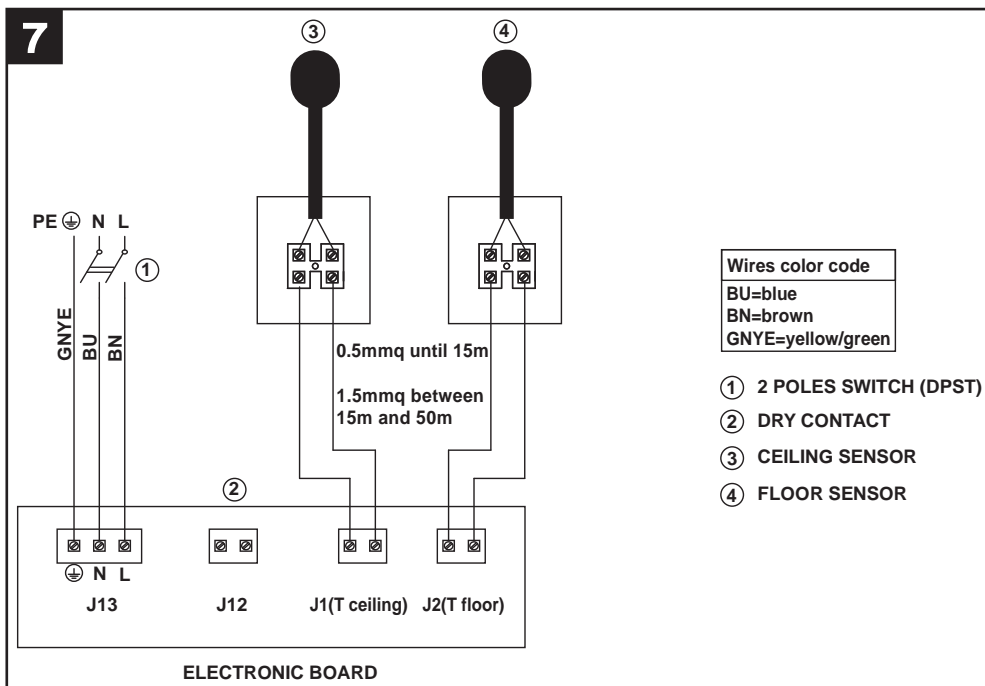 7
3
4
PE N L
1
GNYE
BU
BN
Wires color code
BU=blue
BN=brown
GNYE=yellow/green
0.5mmq until 15m
1.5mmq between
15m and 50m
1 2 POLES SWITCH (DPST)
2 DRY CONTACT
3 CEILING SENSOR
4 FLOOR SENSOR
2
N L
J13
J12
J1(T ceiling)
J2(T floor)
ELECTRONIC BOARD